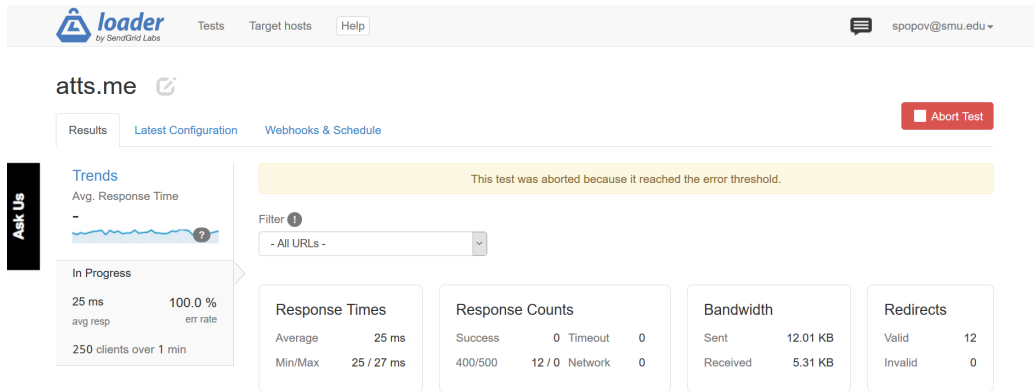 loader
by SendGrid Labs
Tests Target hosts Help
spopov@smu.edu
atts.me
Abort Test
Results Latest Configuration Webhooks & Schedule
Ask Us
Trends
Avg. Response Time
-
?
In Progress
25 ms 100.0 %
avg resp err rate
250 clients over 1 min
This test was aborted because it reached the error threshold.
Filter !
- All URLs -
Response Times
Average 25 ms
Min/Max 25 / 27 ms
Response Counts
Success 0 Timeout 0
400/500 12 / 0 Network 0
Bandwidth
Sent 12.01 KB
Received 5.31 KB
Redirects
Valid 12
Invalid 0